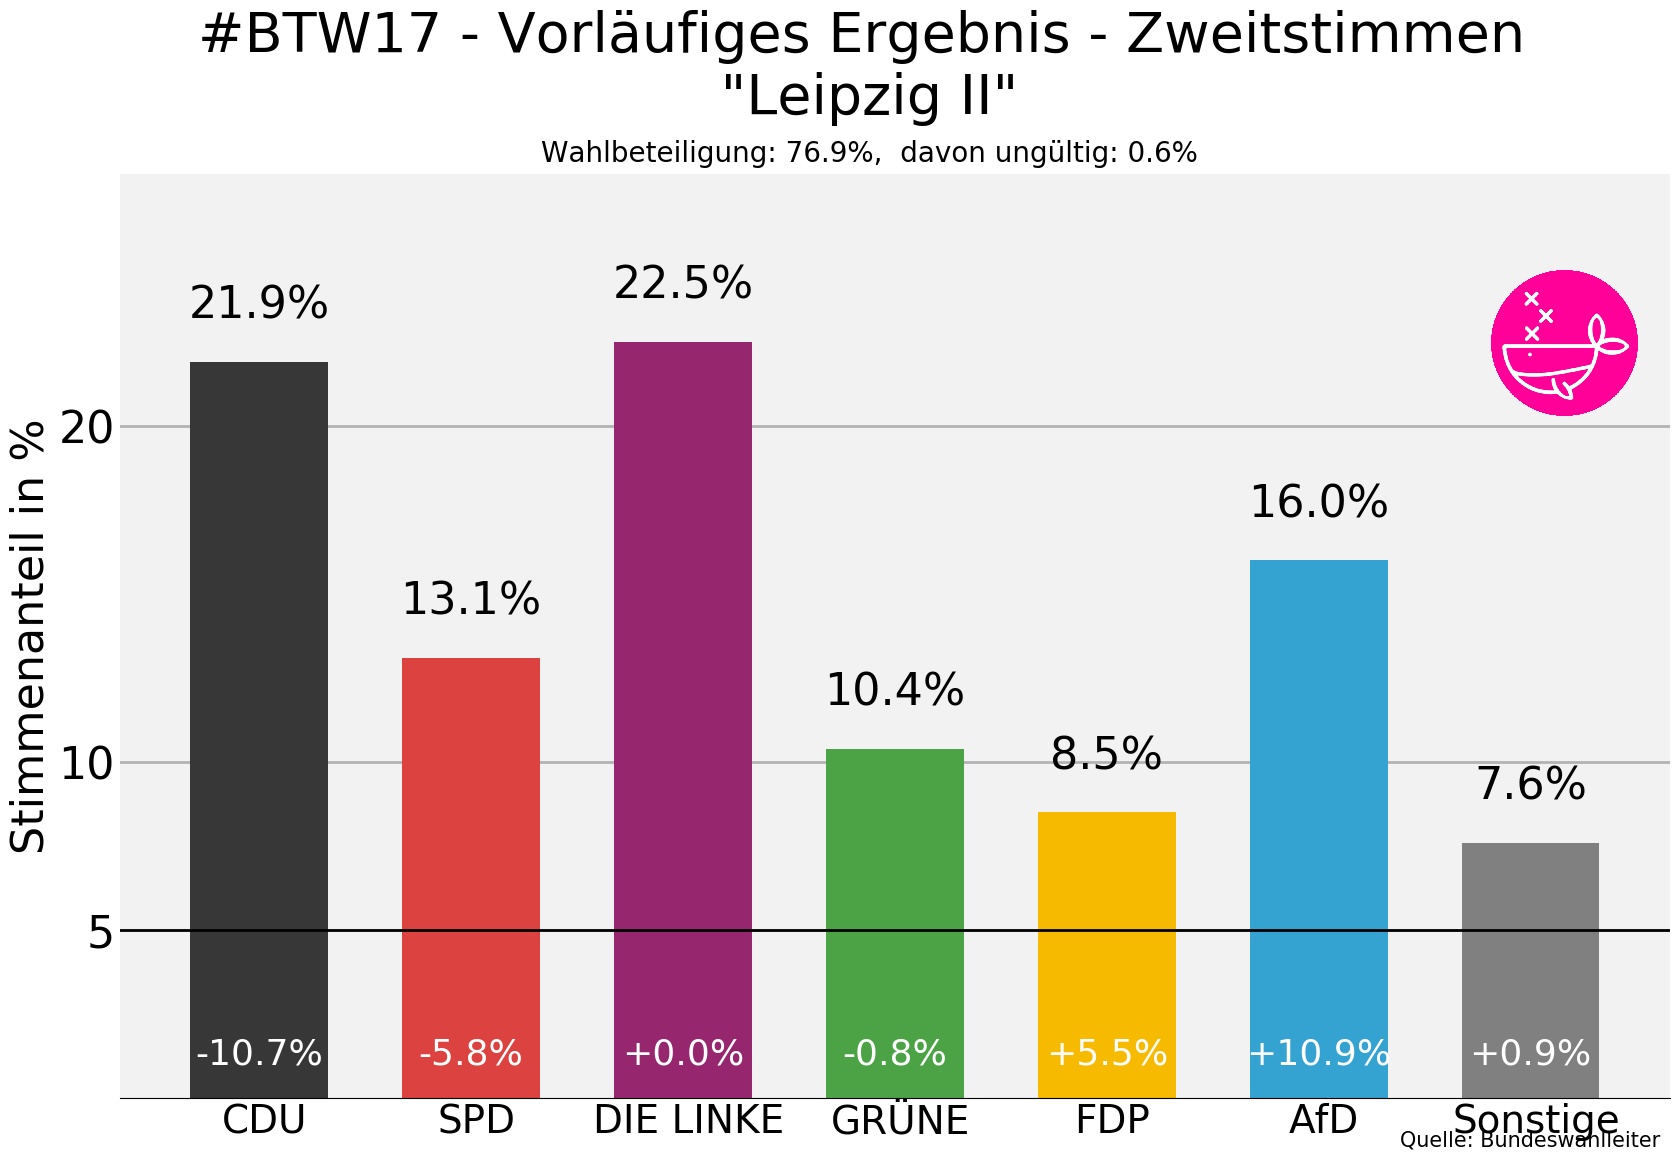 #BTW17 - Vorläufiges Ergebnis - Zweitstimmen
"Leipzig II"
Wahlbeteiligung: 76.9%, davon ungültig: 0.6%
Stimmenanteil in %
20
10
5
21.9%
13.1%
22.5%
10.4%
8.5%
16.0%
7.6%
-10.7%
-5.8%
+0.0%
-0.8%
+5.5%
+10.9%
+0.9%
CDU
SPD
DIE LINKE
GRÜNE
FDP
AfD
Sonstige
Quelle: Bundeswahlleiter